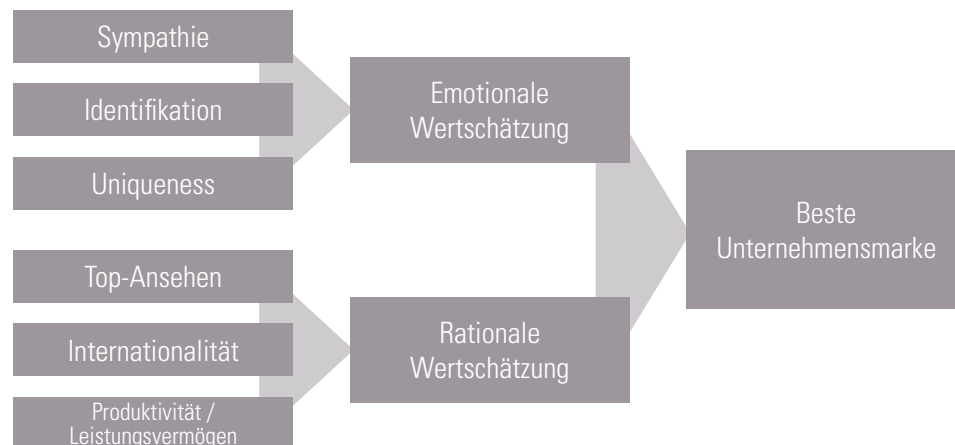 Sympathie
Identifikation
Uniqueness
Emotionale
Wertschätzung
Top-Ansehen
Internationalität
Produktivität /
Leistungsvermögen
Rationale
Wertschätzung
Beste
Unternehmensmarke